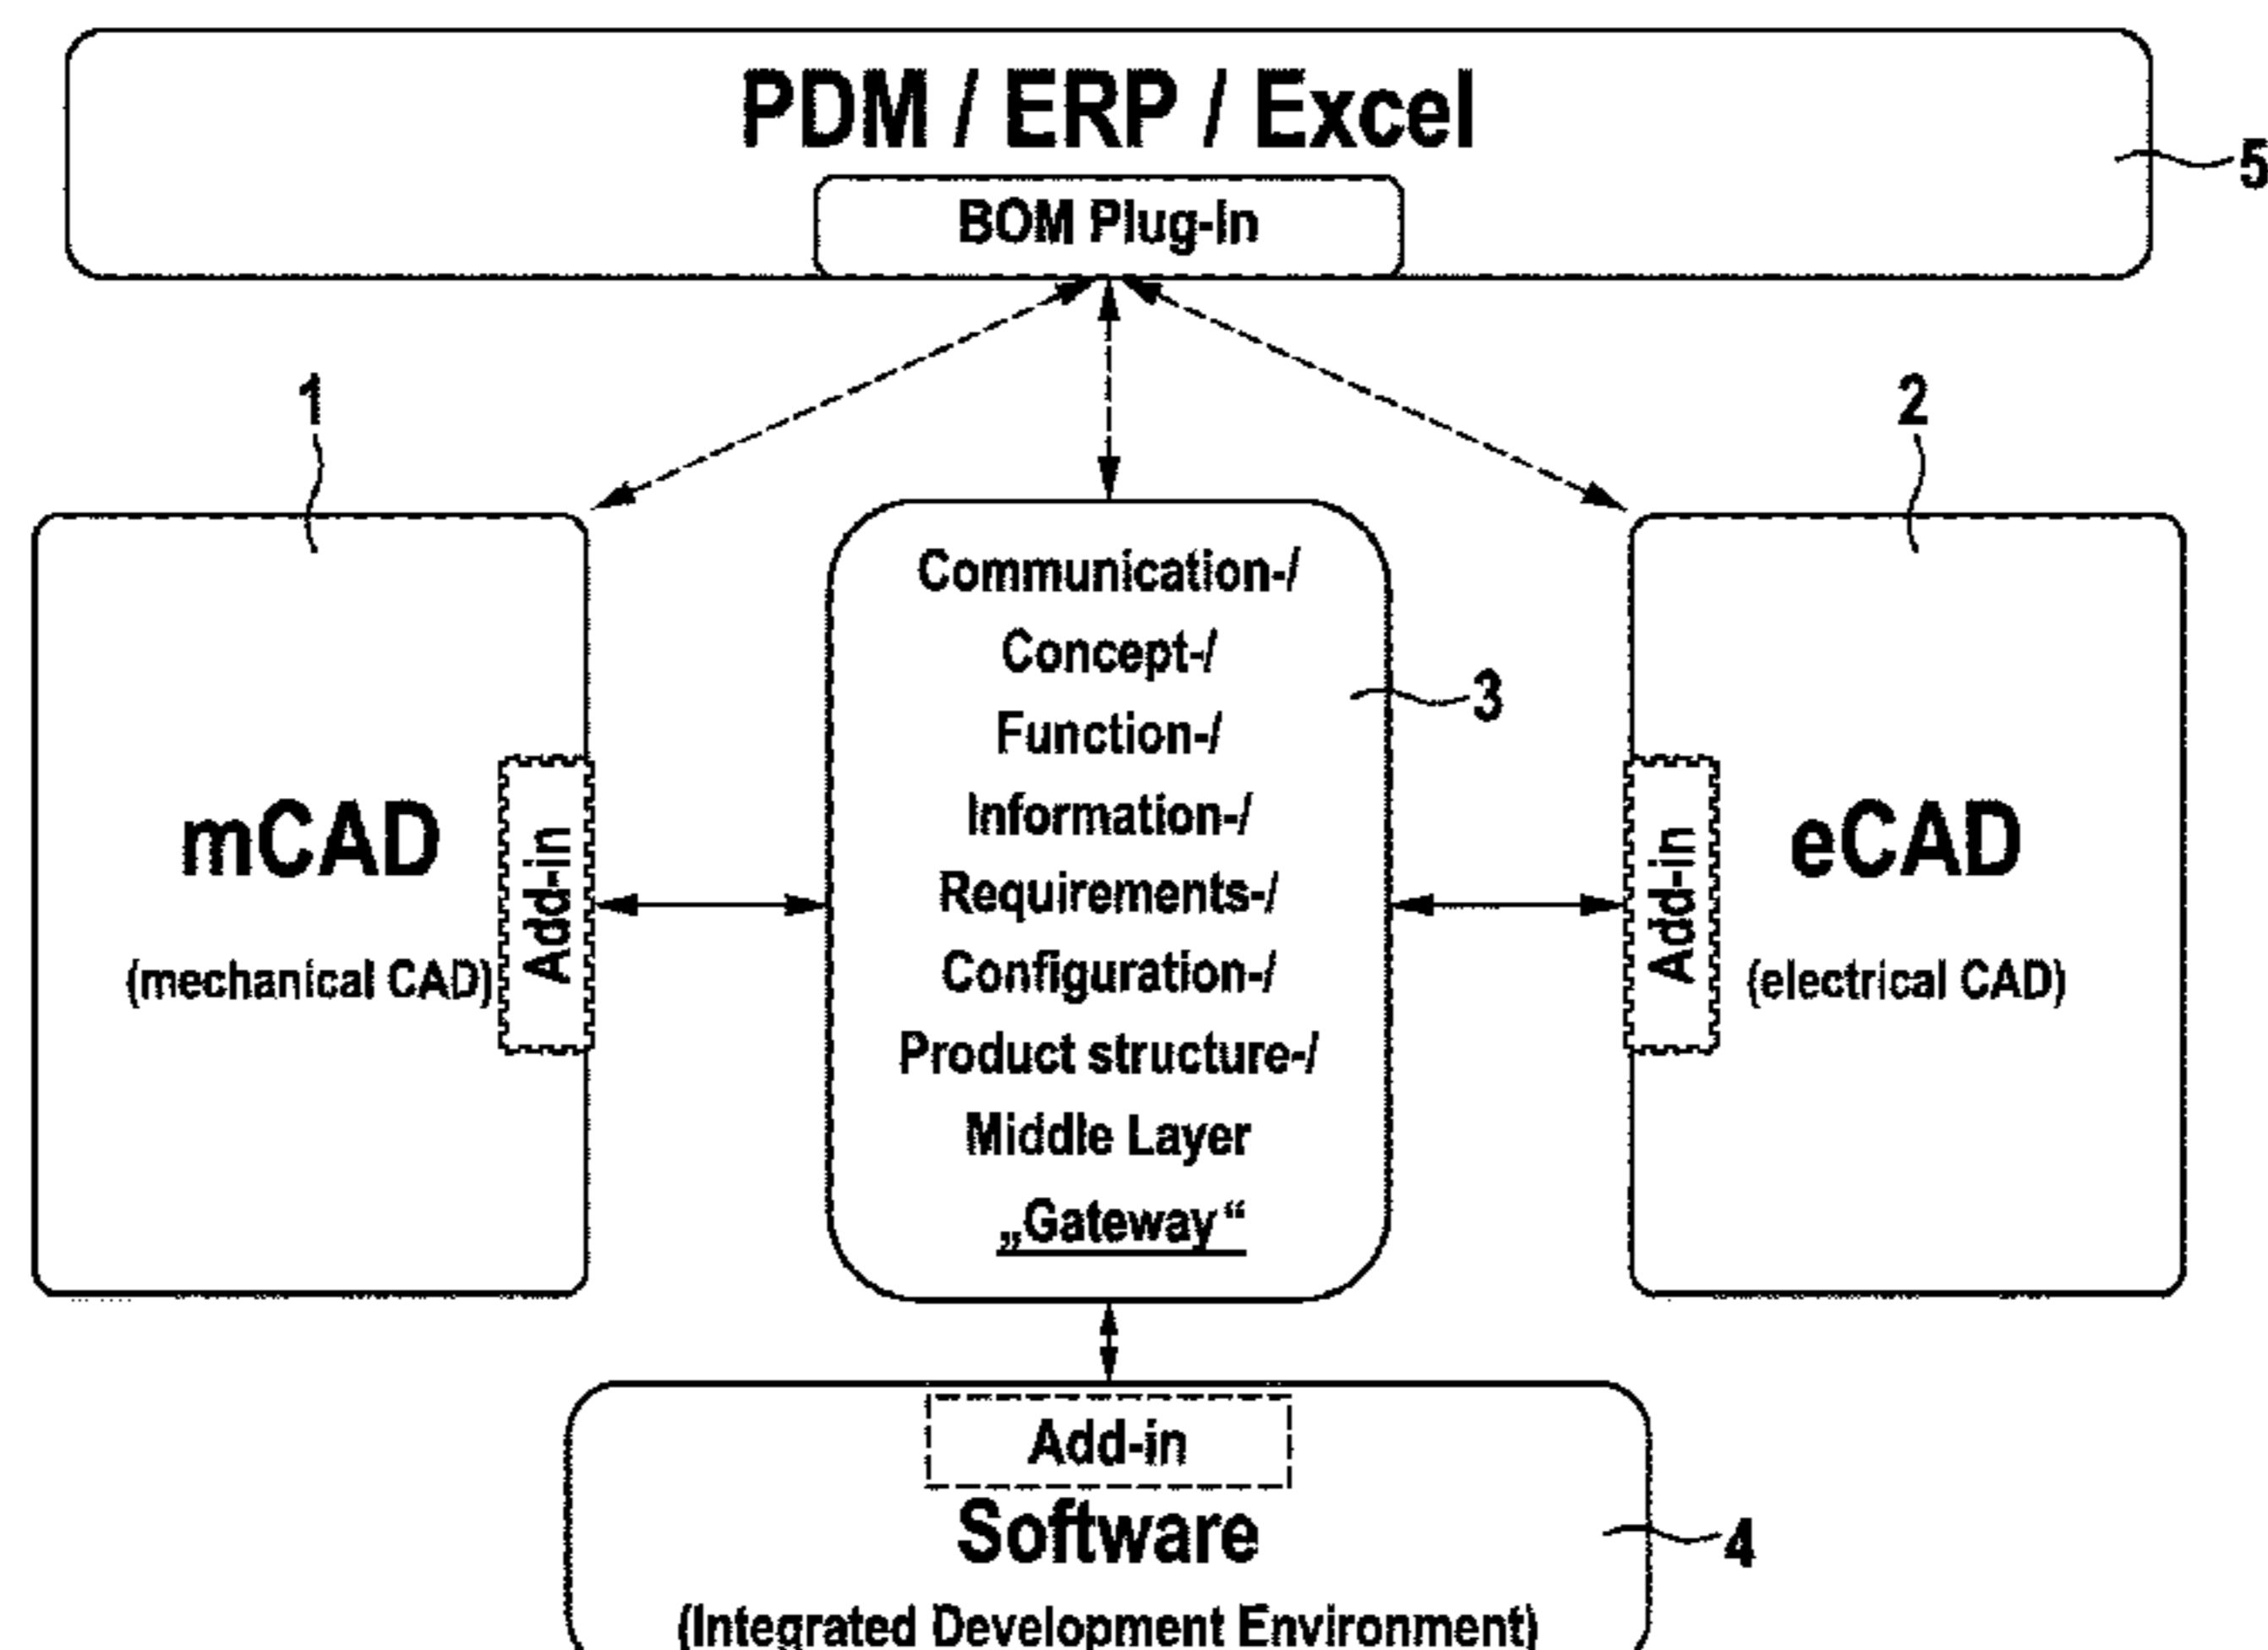 PDM / ERP / Excel
5
BOM Plug-In
1
2
Communication-/
Concept-/
3
Function-/
Information-/
Requirements-/
Configuration-/
Product structure-/
Middle Layer
„Gateway“
mCAD
(mechanical CAD)
Add-in
Add-in
eCAD
(electrical CAD)
Add-in
Software
4
(Integrated Development Environment)